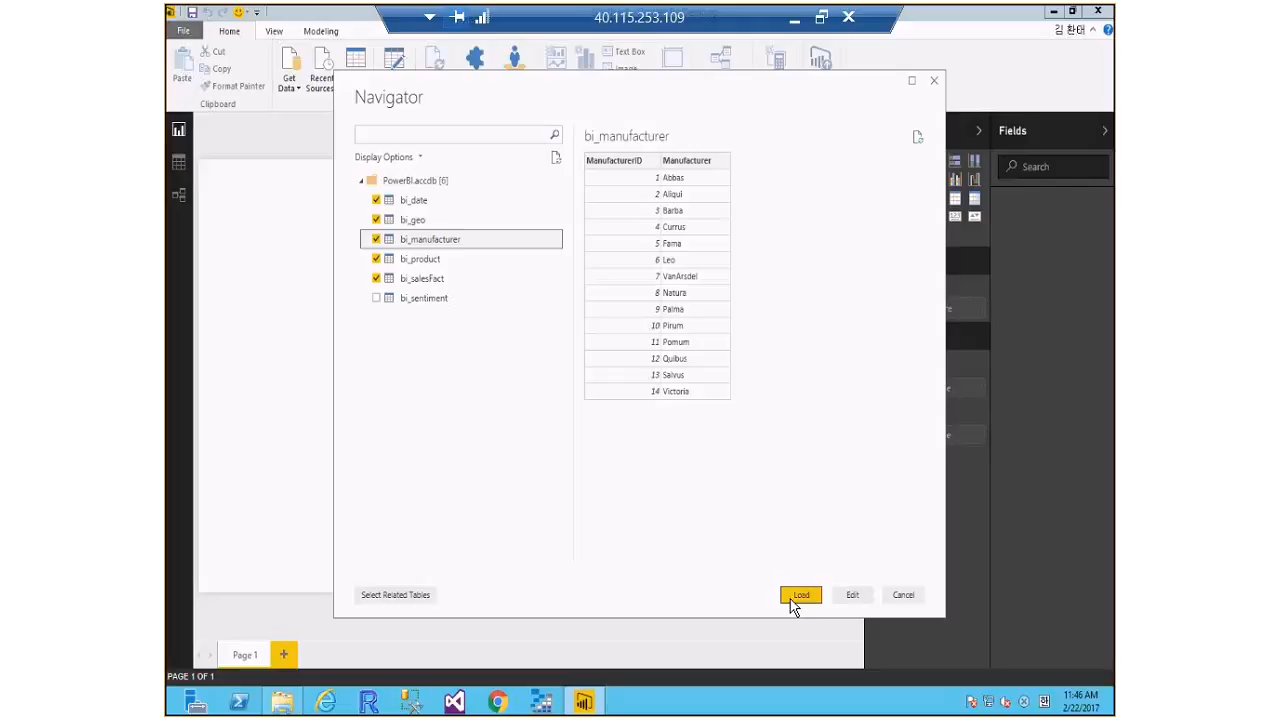 40.115.253.109
File Home View Modeling
김 환태
Cut
Copy
Format Painter
Paste
Clipboard
Get Data
Recent Sources
Text Box
Image
Navigator
Display Options
PowerBI.accdb [6]
bi_date
bi_geo
bi_manufacturer
bi_product
bi_salesFact
bi_sentiment
bi_manufacturer
ManufacturerID Manufacturer
1 Abbas
2 Aliqui
3 Barba
4 Currus
5 Fama
6 Leo
7 VanArsdel
8 Natura
9 Palma
10 Pirum
11 Pomum
12 Quibus
13 Salvus
14 Victoria
Select Related Tables
Load Edit Cancel
Fields
Search
Page 1
PAGE 1 OF 1
11:46 AM
2/22/2017